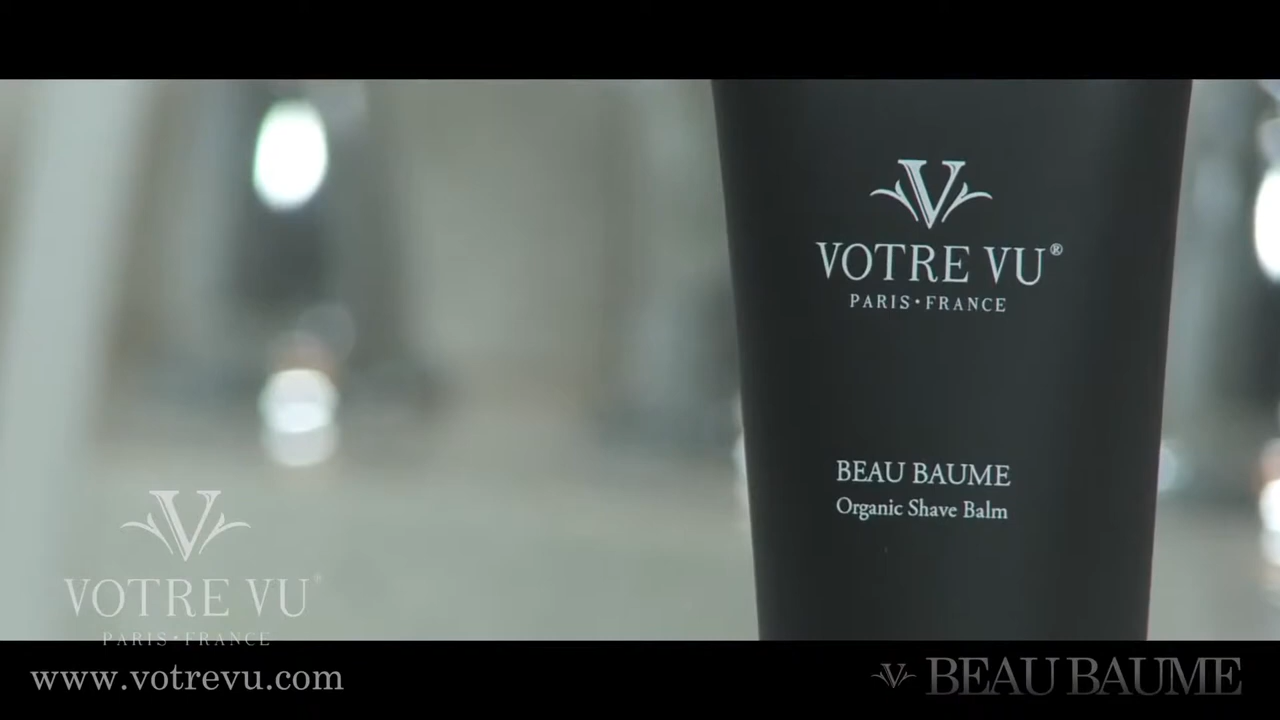 V
VOTRE VU®
PARIS • FRANCE
BEAU BAUME
Organic Shave Balm
V
VOTRE VU®
PARIS • FRANCE
www.votrevu.com
V BEAU BAUME